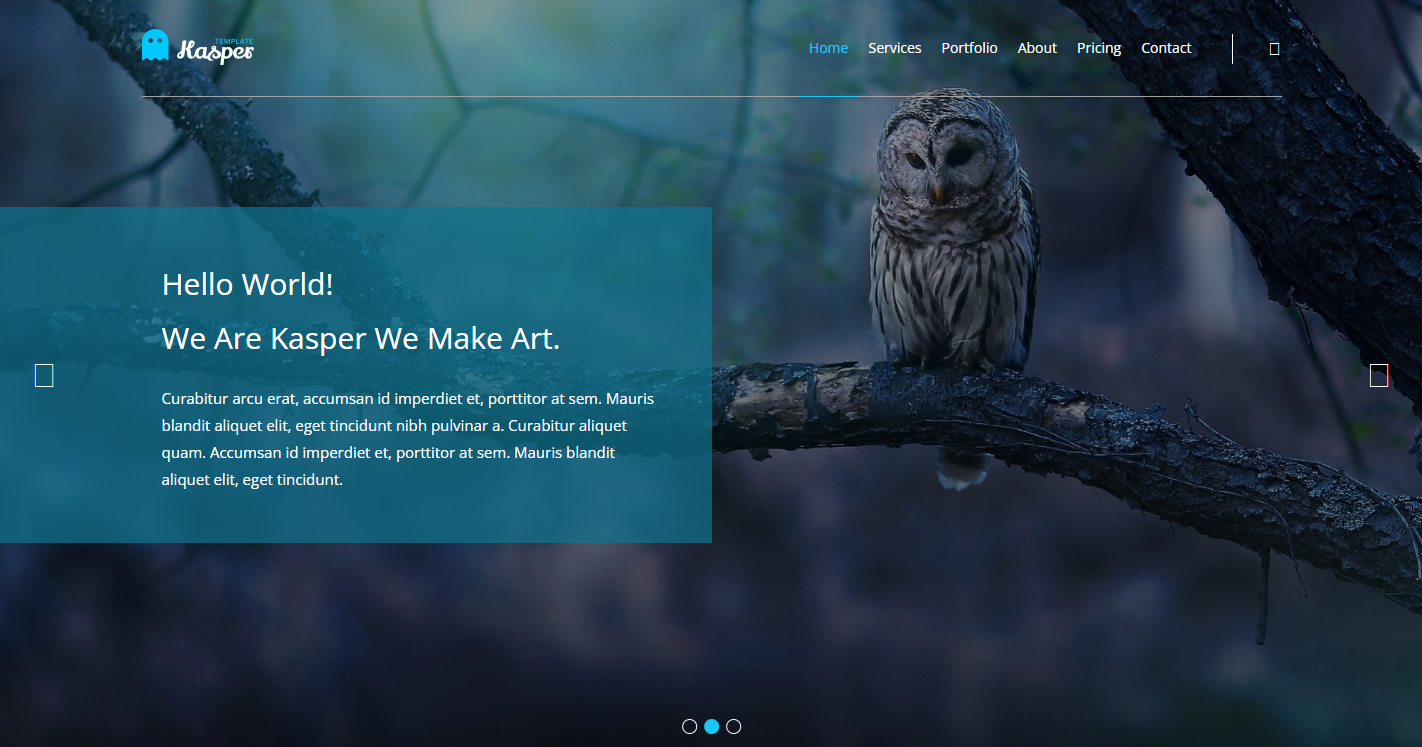 TEMPLATE
Kasper
Home Services Portfolio About Pricing Contact
Hello World!
We Are Kasper We Make Art.
Curabitur arcu erat, accumsan id imperdiet et, porttitor at sem. Mauris
blandit aliquet elit, eget tincidunt nibh pulvinar a. Curabitur aliquet
quam. Accumsan id imperdiet et, porttitor at sem. Mauris blandit
aliquet elit, eget tincidunt.